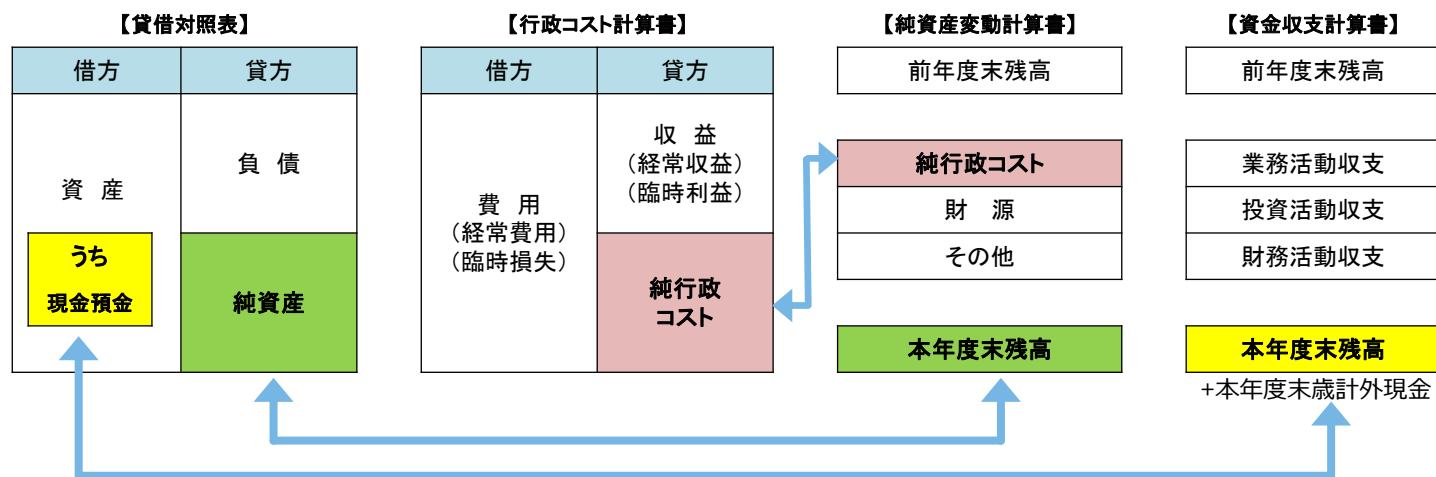 【貸借対照表】
借方
貸方
資 産
うち
現金預金
負 債
純資産
【行政コスト計算書】
借方
貸方
費 用
(経常費用)
(臨時損失)
収 益
(経常収益)
(臨時利益)
純行政
コスト
【純資産変動計算書】
前年度末残高
純行政コスト
財 源
その他
本年度末残高
【資金収支計算書】
前年度末残高
業務活動収支
投資活動収支
財務活動収支
本年度末残高
+本年度末歳計外現金